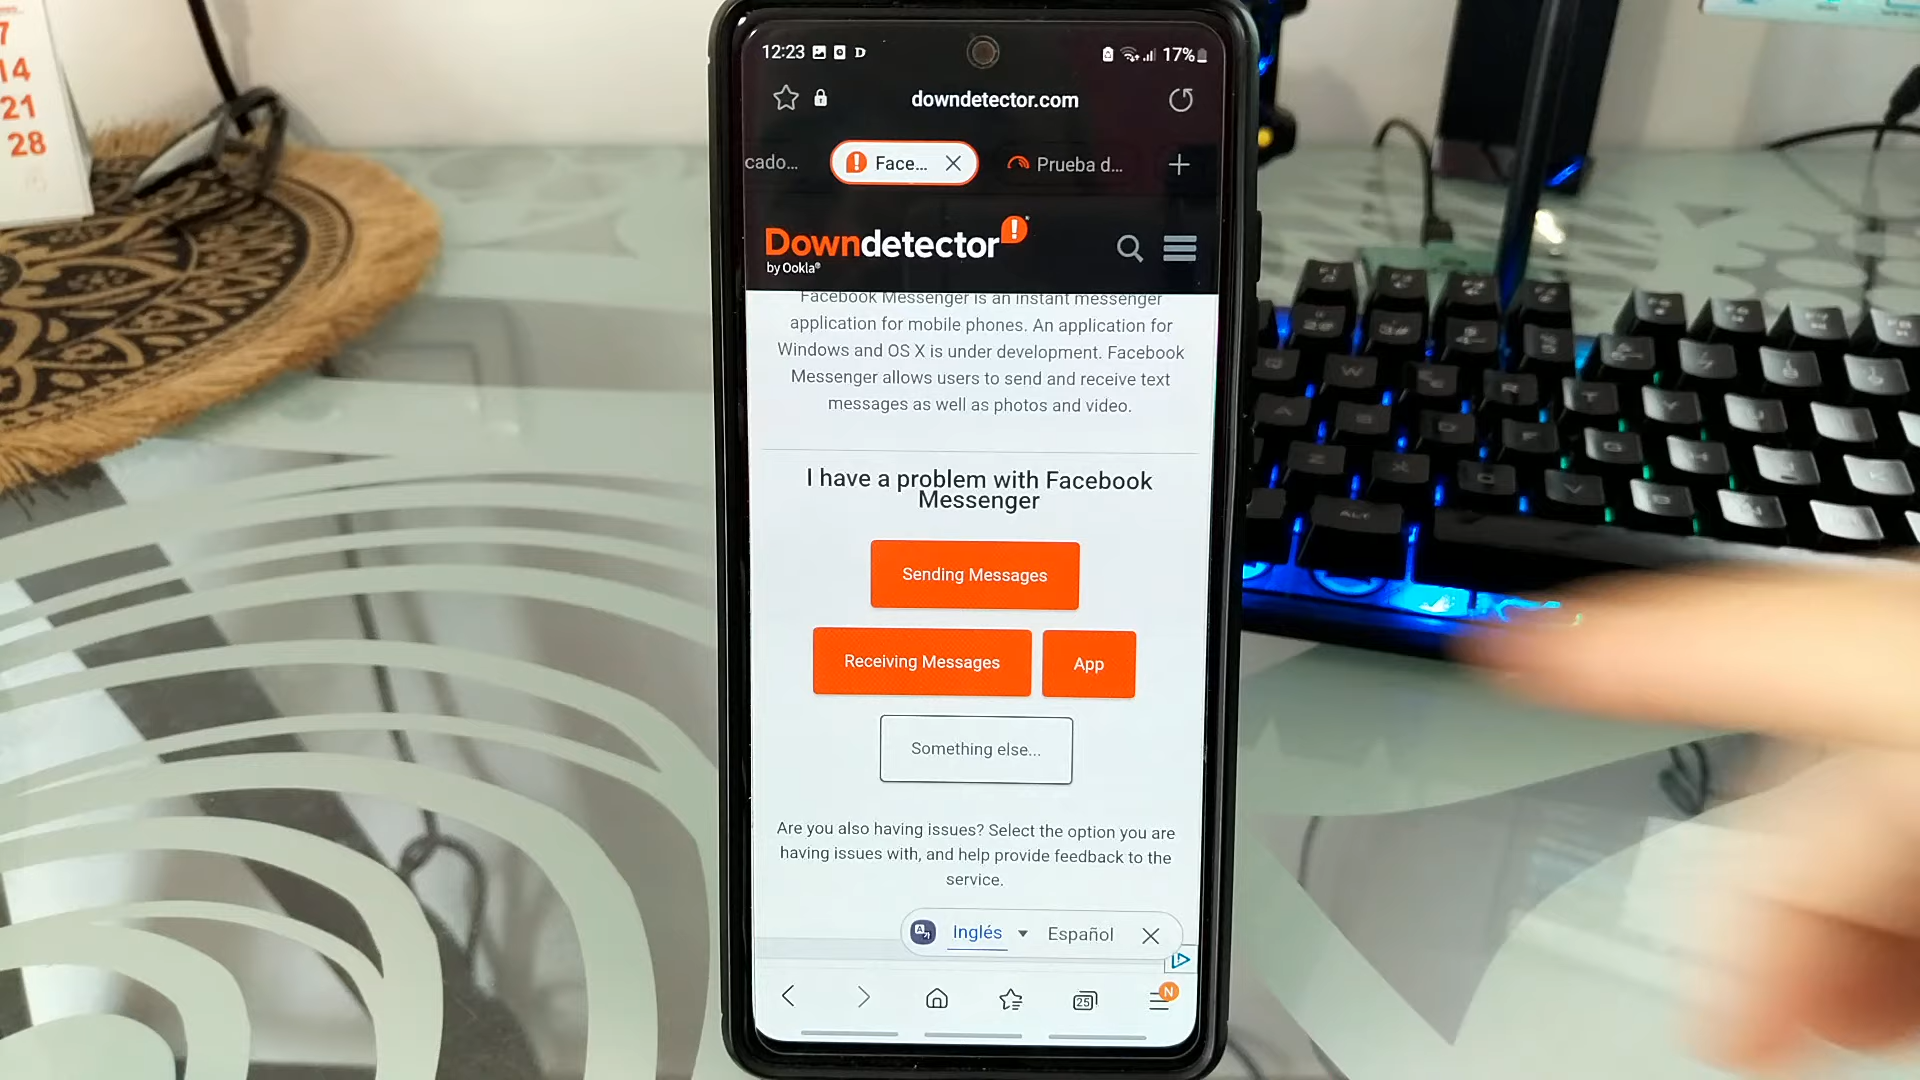 7
14
21
28
12:23
D
17%
downdetector.com
cado...
Face...
Prueba d...
Downdetector
by Ookla®
Facebook Messenger is an instant messenger
application for mobile phones. An application for
Windows and OS X is under development. Facebook
Messenger allows users to send and receive text
messages as well as photos and video.
I have a problem with Facebook
Messenger
Sending Messages
Receiving Messages
App
Something else...
Are you also having issues? Select the option you are
having issues with, and help provide feedback to the
service.
Inglés
Español
25
N
F1
Q
W
R
T
Y
A
D
F
G
H
J
K
Z
X
C
V
B
ALT